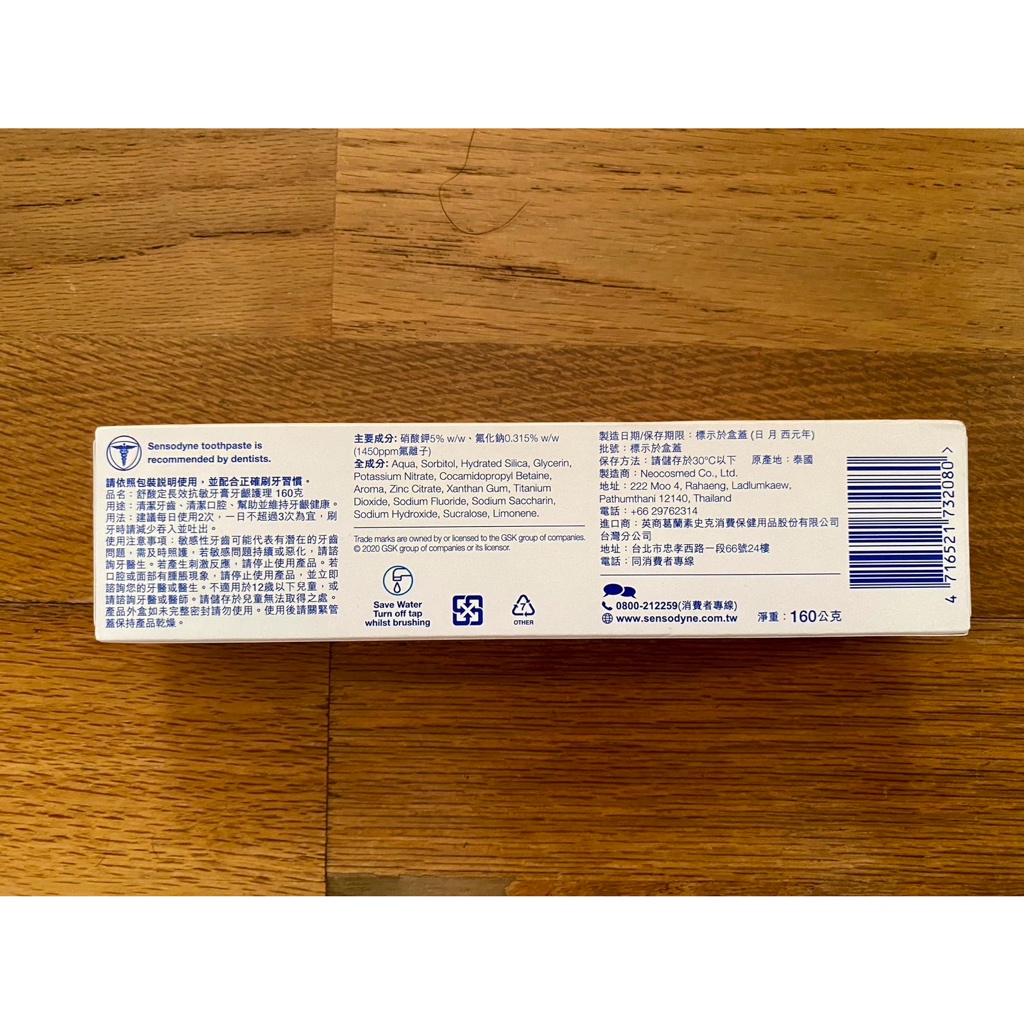 Sensodyne toothpaste is
recommended by dentists.
請依照包裝說明使用，並配合正確刷牙習慣。
品名：舒酸定長效抗敏牙膏牙齦護理 160克
用途：清潔牙齒、清潔口腔、幫助並維持牙齦健康。
用法：建議每日使用2次，一日不超過3次為宜，刷
牙時請減少吞入並吐出。
使用注意事項：敏感性牙齒可能代表有潛在的牙齒
問題，需及時照護，若敏感問題持續或惡化，請諮
詢牙醫生。若產生刺激反應，請停止使用產品。若
口腔或面部有腫脹現象，請停止使用產品，並立即
諮詢您的牙醫或醫生。不適用於12歲以下兒童，或
請諮詢牙醫或醫師。請儲存於兒童無法取得之處。
產品外盒如未完整密封請勿使用。使用後請關緊管
蓋保持產品乾燥。
主要成分: 硝酸鉀5% w/w、氟化鈉0.315% w/w
(1450ppm氟離子)
全成分: Aqua, Sorbitol, Hydrated Silica, Glycerin,
Potassium Nitrate, Cocamidopropyl Betaine,
Aroma, Zinc Citrate, Xanthan Gum, Titanium
Dioxide, Sodium Fluoride, Sodium Saccharin,
Sodium Hydroxide, Sucralose, Limonene.
Trade marks are owned by or licensed to the GSK group of companies.
© 2020 GSK group of companies or its licensor.
Save Water
Turn off tap
whilst brushing
7
OTHER
製造日期/保存期限：標示於盒蓋 (日 月 西元年)
批號：標示於盒蓋
保存方法：請儲存於30°C以下 原產地：泰國
製造商：Neocosmed Co., Ltd.
地址：222 Moo 4, Rahaeng, Ladlumkaew,
Pathumthani 12140, Thailand
電話：+66 29762314
進口商：英商葛蘭素史克消費保健用品股份有限公司
台灣分公司
地址：台北市忠孝西路一段66號24樓
電話：同消費者專線
0800-212259(消費者專線)
www.sensodyne.com.tw 淨重：160公克
4 716521 732080 >